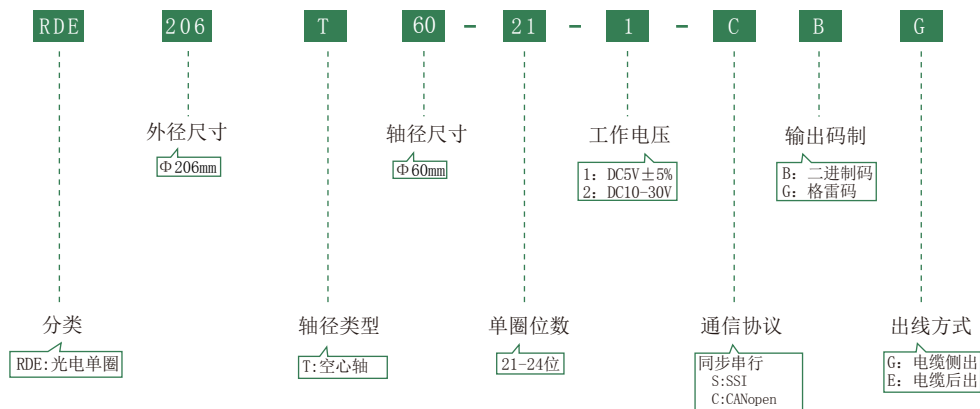 RDE 206 T 60 - 21 - 1 - C B G
外径尺寸
Φ206mm
轴径尺寸
Φ60mm
工作电压
1: DC5V±5%
2: DC10-30V
输出码制
B: 二进制码
G: 格雷码
分类
RDE:光电单圈
轴径类型
T:空心轴
单圈位数
21-24位
通信协议
同步串行
S:SSI
C:CANopen
出线方式
G: 电缆侧出
E: 电缆后出